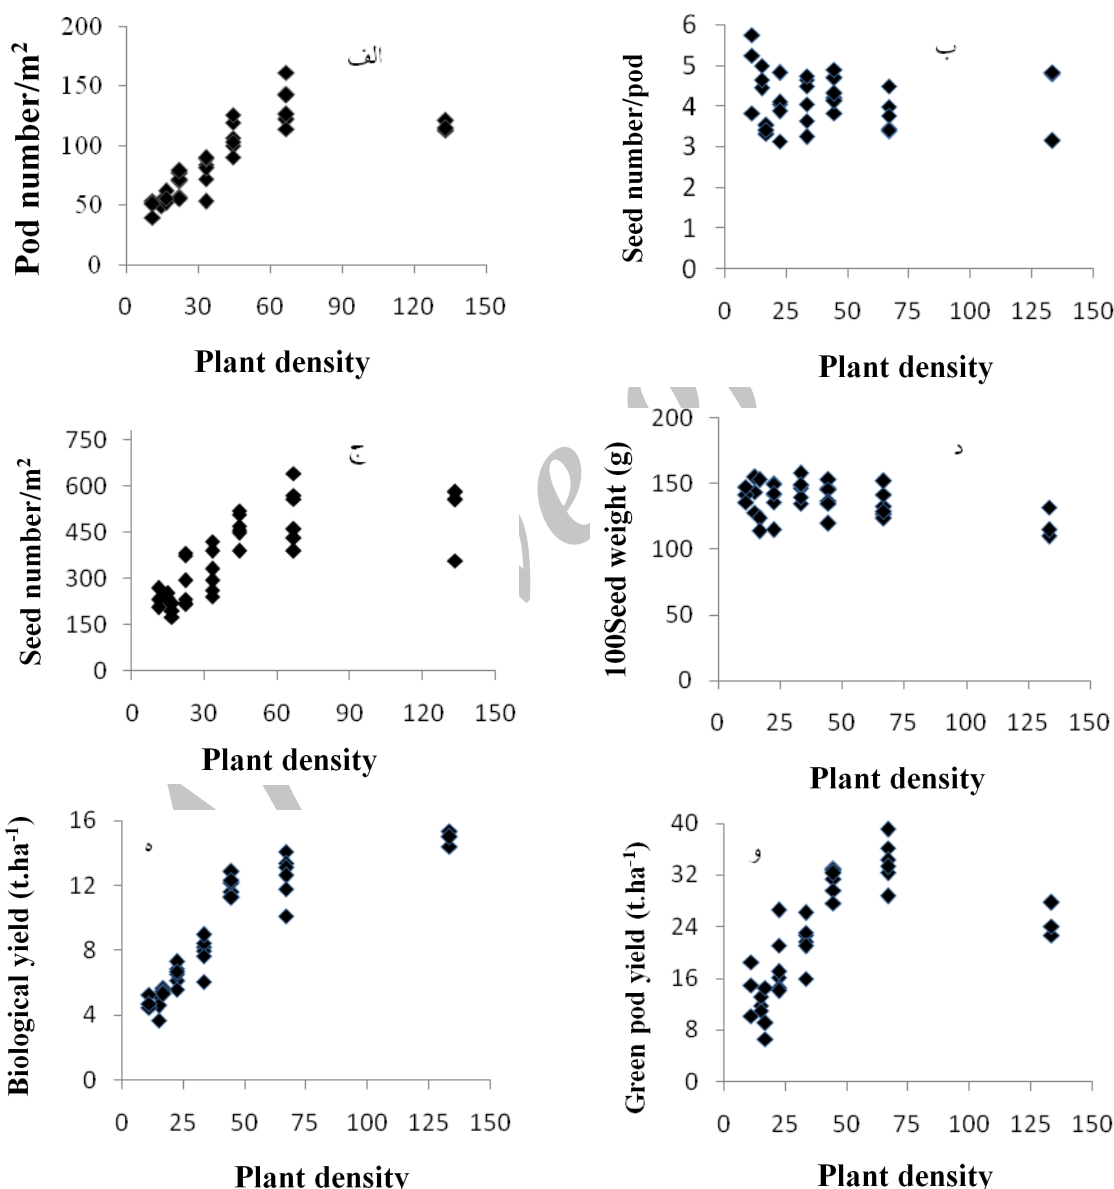 Pod number/m²
200
150
100
50
0
0 30 60 90 120 150
Plant density
الف
Seed number/pod
6
5
4
3
2
1
0
0 25 50 75 100 125 150
Plant density
ب
Seed number/m²
750
600
450
300
150
0
0 30 60 90 120 150
Plant density
ج
100Seed weight (g)
200
150
100
50
0
0 25 50 75 100 125 150
Plant density
د
Biological yield (t.ha⁻¹)
16
12
8
4
0
0 25 50 75 100 125 150
Plant density
ه
Green pod yield (t.ha⁻¹)
40
32
24
16
8
0
0 25 50 75 100 125 150
Plant density
و